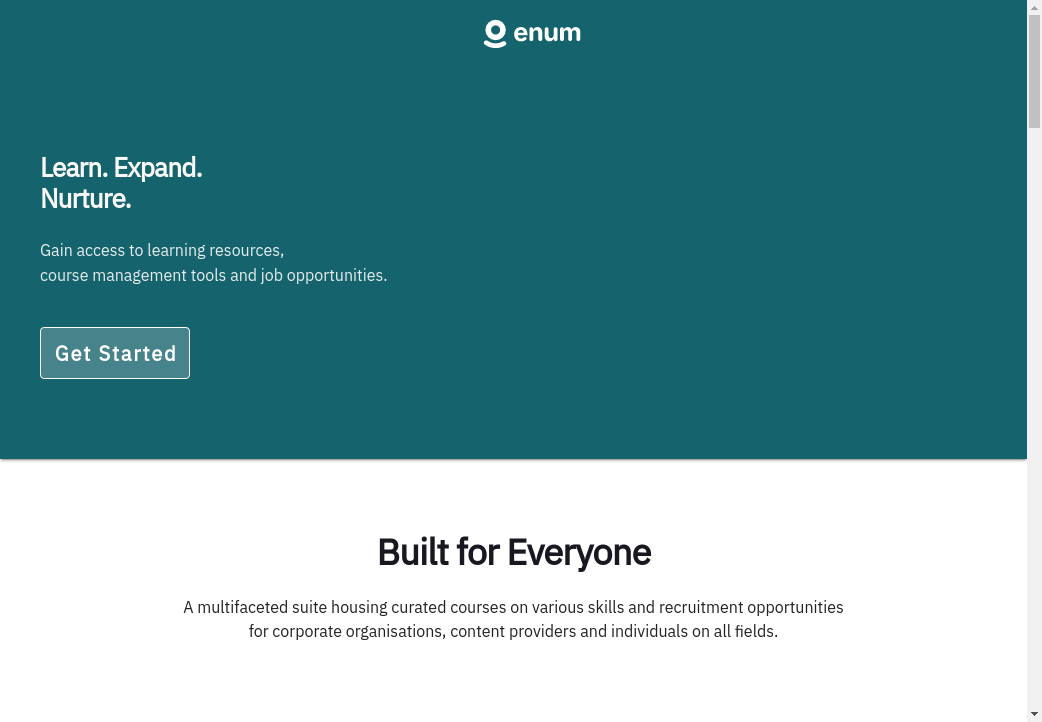 enum
Learn. Expand.
Nurture.
Gain access to learning resources,
course management tools and job opportunities.
Get Started
Built for Everyone
A multifaceted suite housing curated courses on various skills and recruitment opportunities
for corporate organisations, content providers and individuals on all fields.